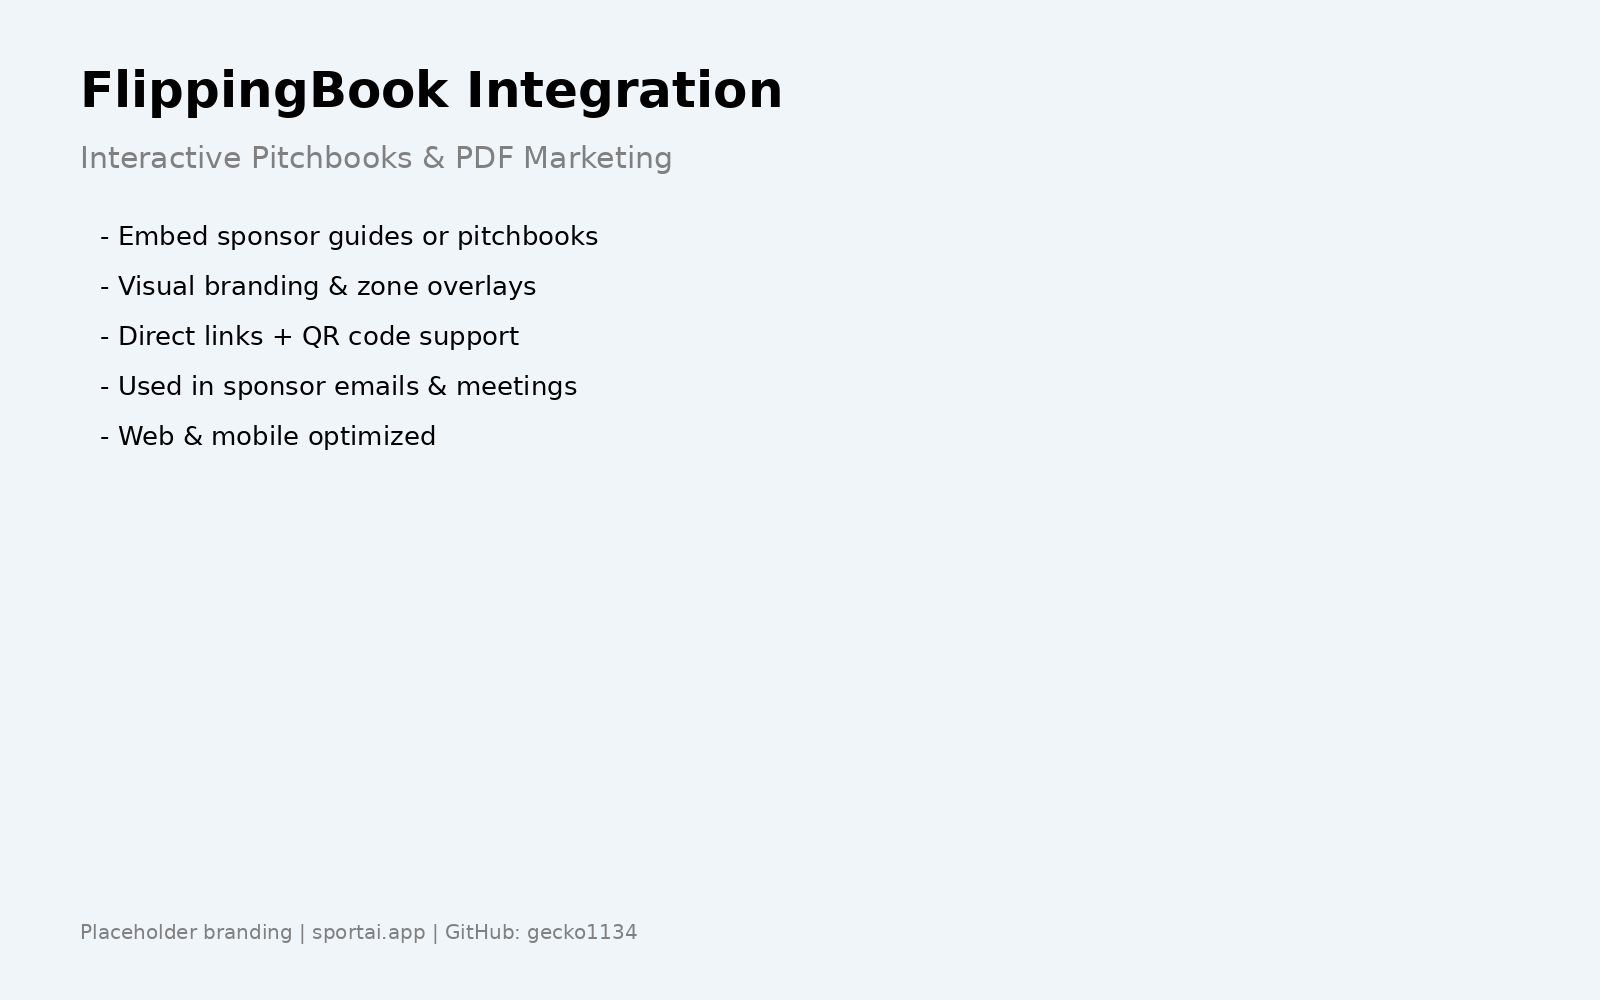 FlippingBook Integration
Interactive Pitchbooks & PDF Marketing
- Embed sponsor guides or pitchbooks
- Visual branding & zone overlays
- Direct links + QR code support
- Used in sponsor emails & meetings
- Web & mobile optimized
Placeholder branding | sportai.app | GitHub: gecko1134